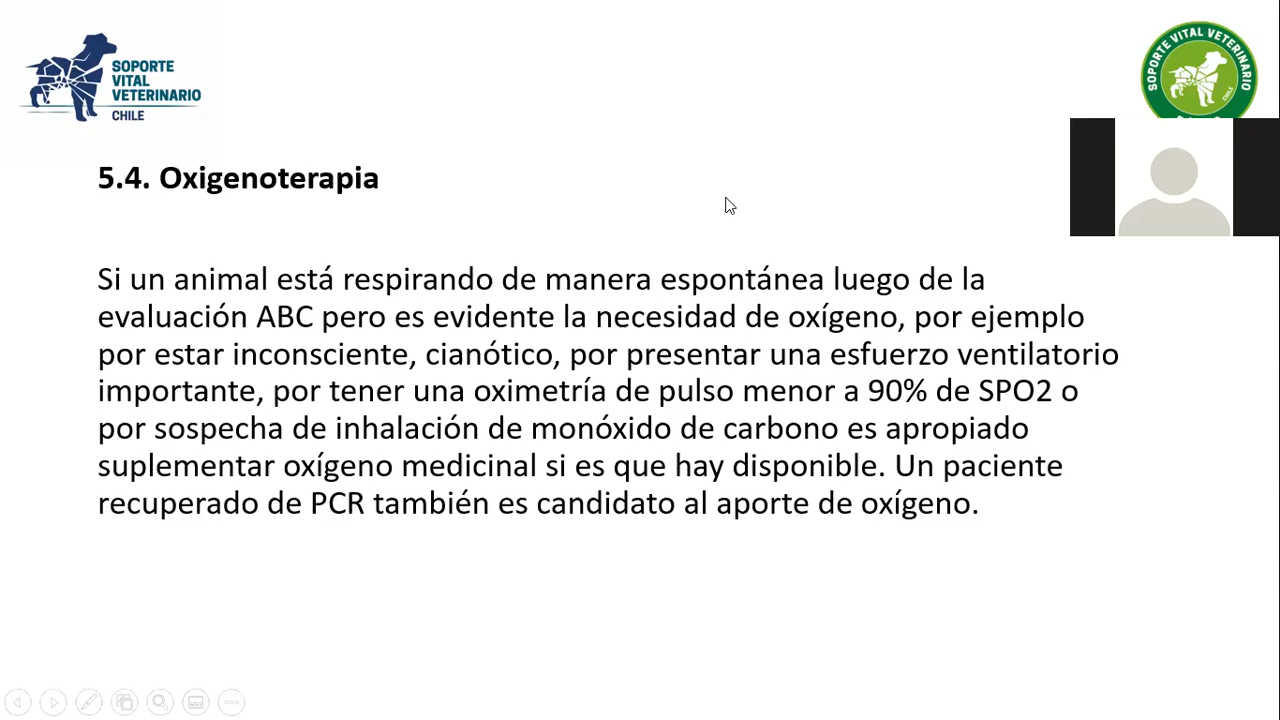 SOPORTE
VITAL
VETERINARIO
CHILE
SOPORTE VITAL VETERINARIO
CHILE
5.4. Oxigenoterapia
Si un animal está respirando de manera espontánea luego de la
evaluación ABC pero es evidente la necesidad de oxígeno, por ejemplo
por estar inconsciente, cianótico, por presentar una esfuerzo ventilatorio
importante, por tener una oximetría de pulso menor a 90% de SPO2 o
por sospecha de inhalación de monóxido de carbono es apropiado
suplementar oxígeno medicinal si es que hay disponible. Un paciente
recuperado de PCR también es candidato al aporte de oxígeno.